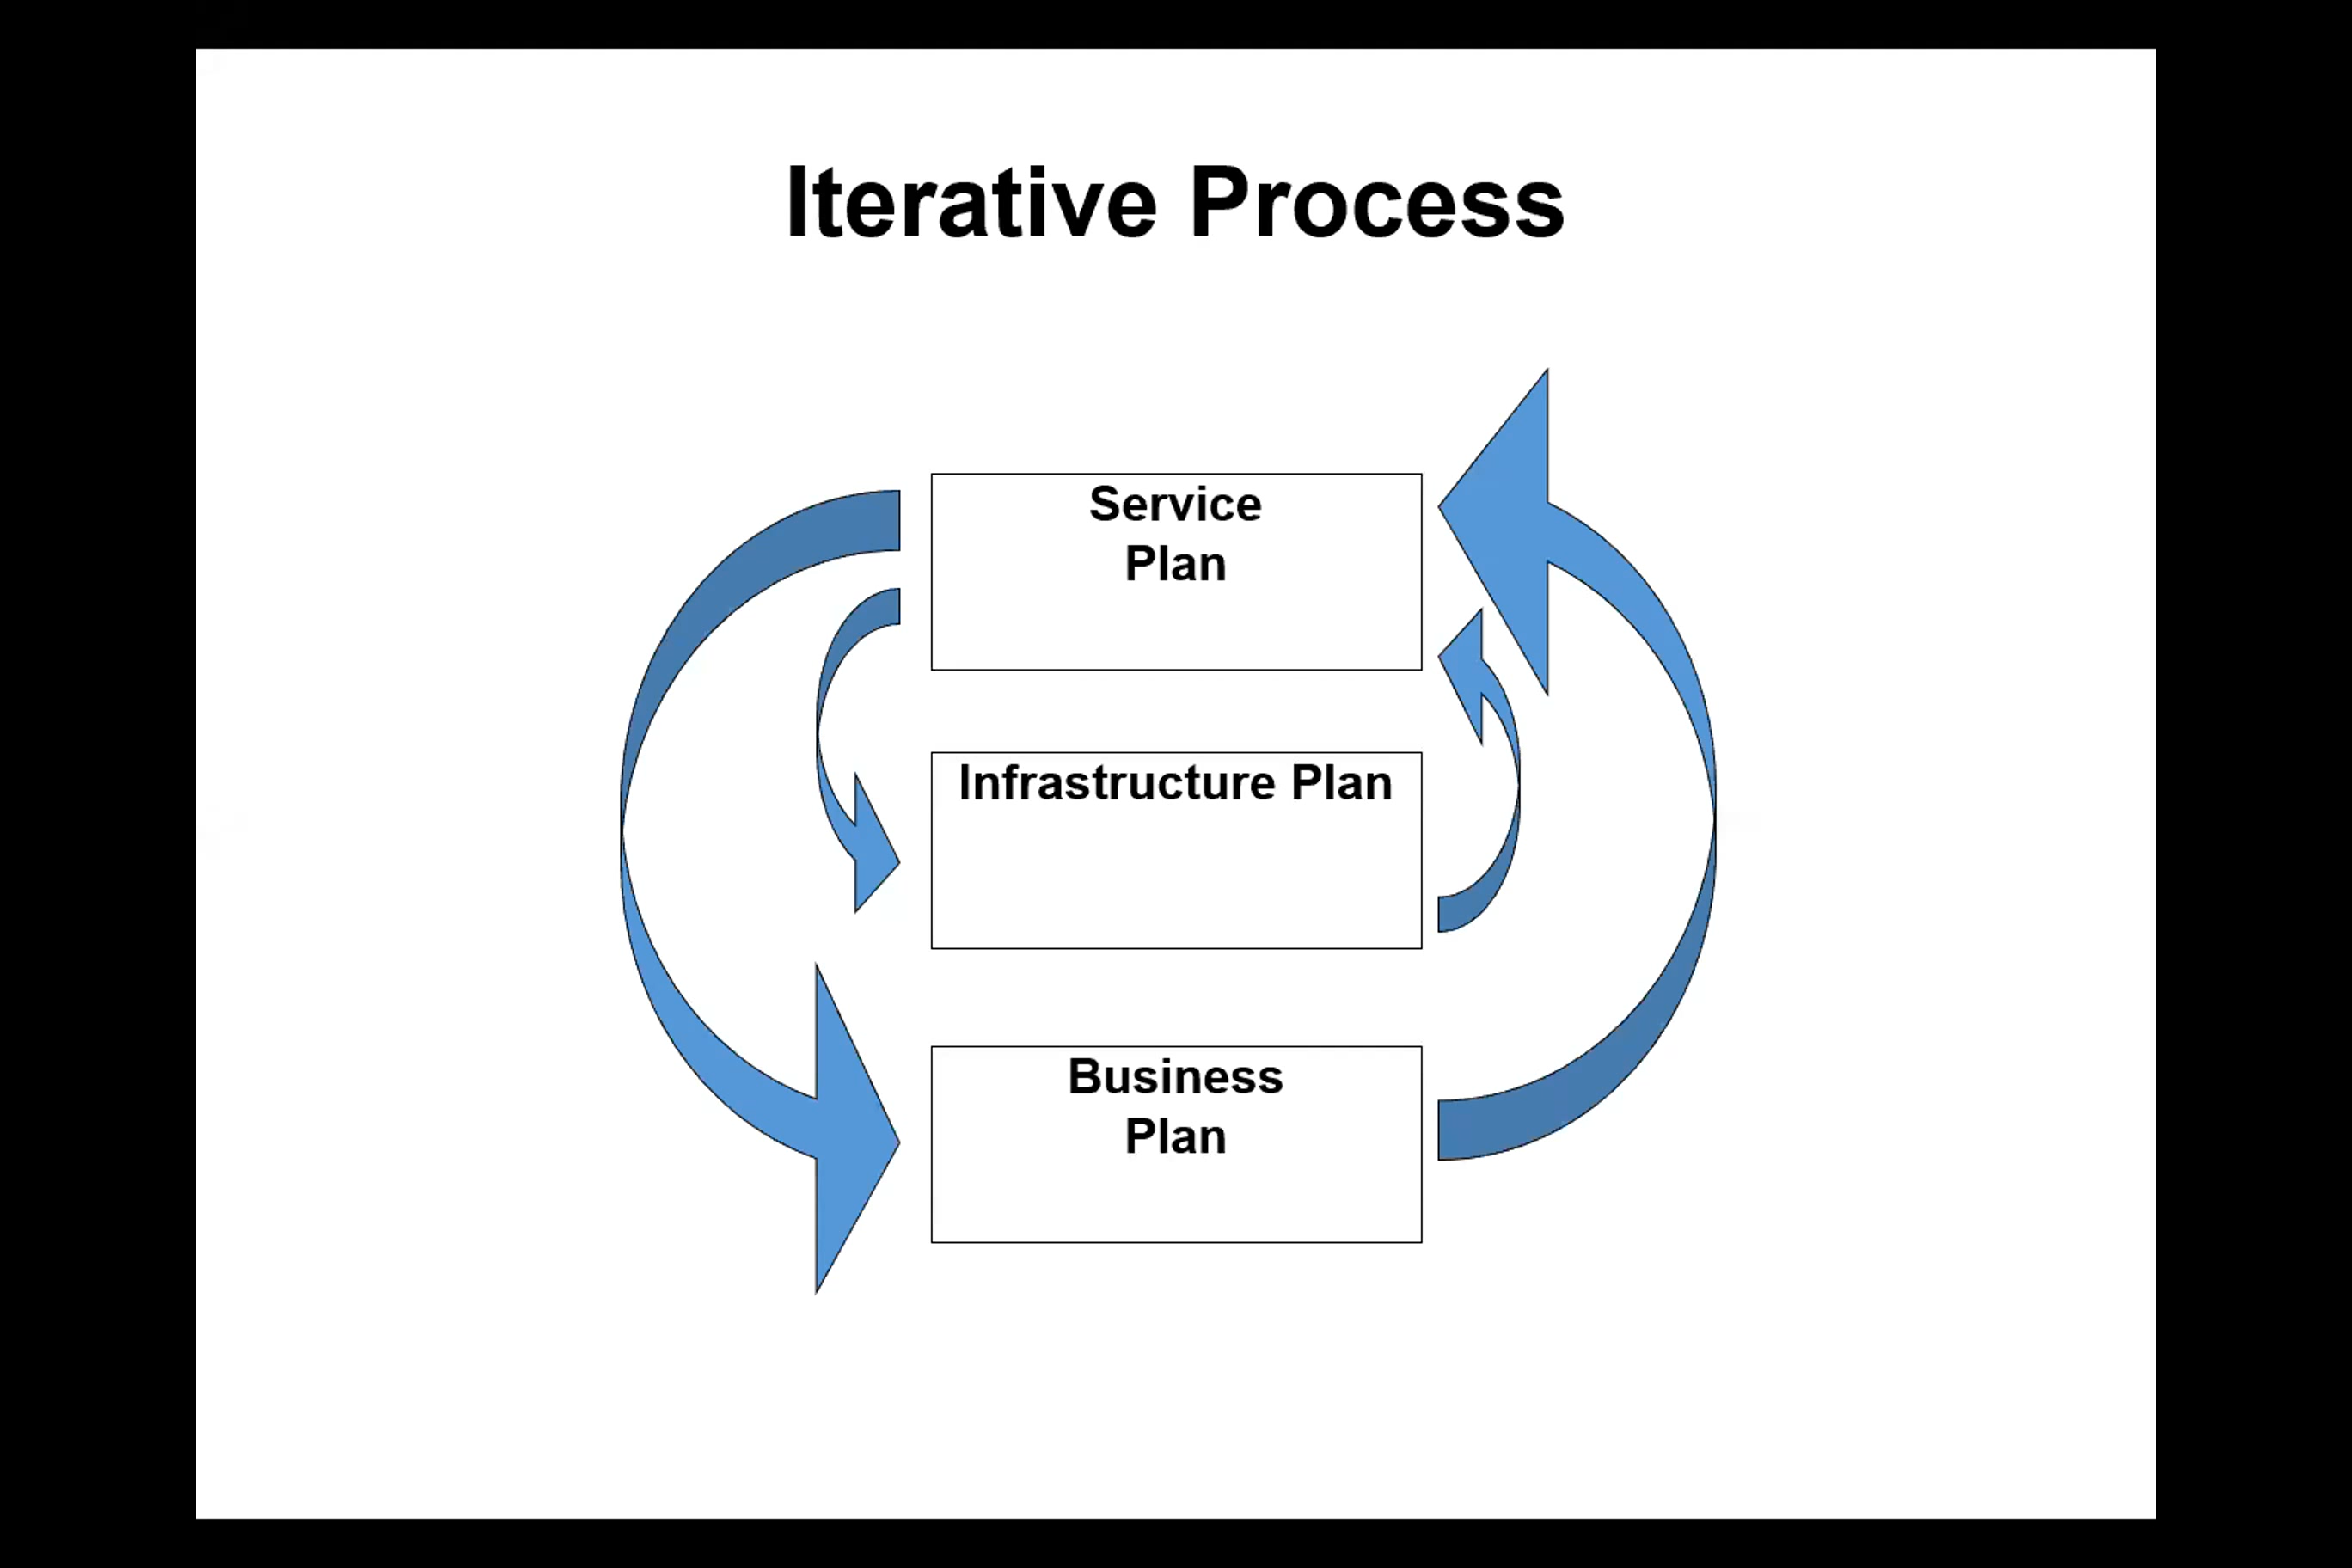 Iterative Process
Service
Plan
Infrastructure Plan
Business
Plan